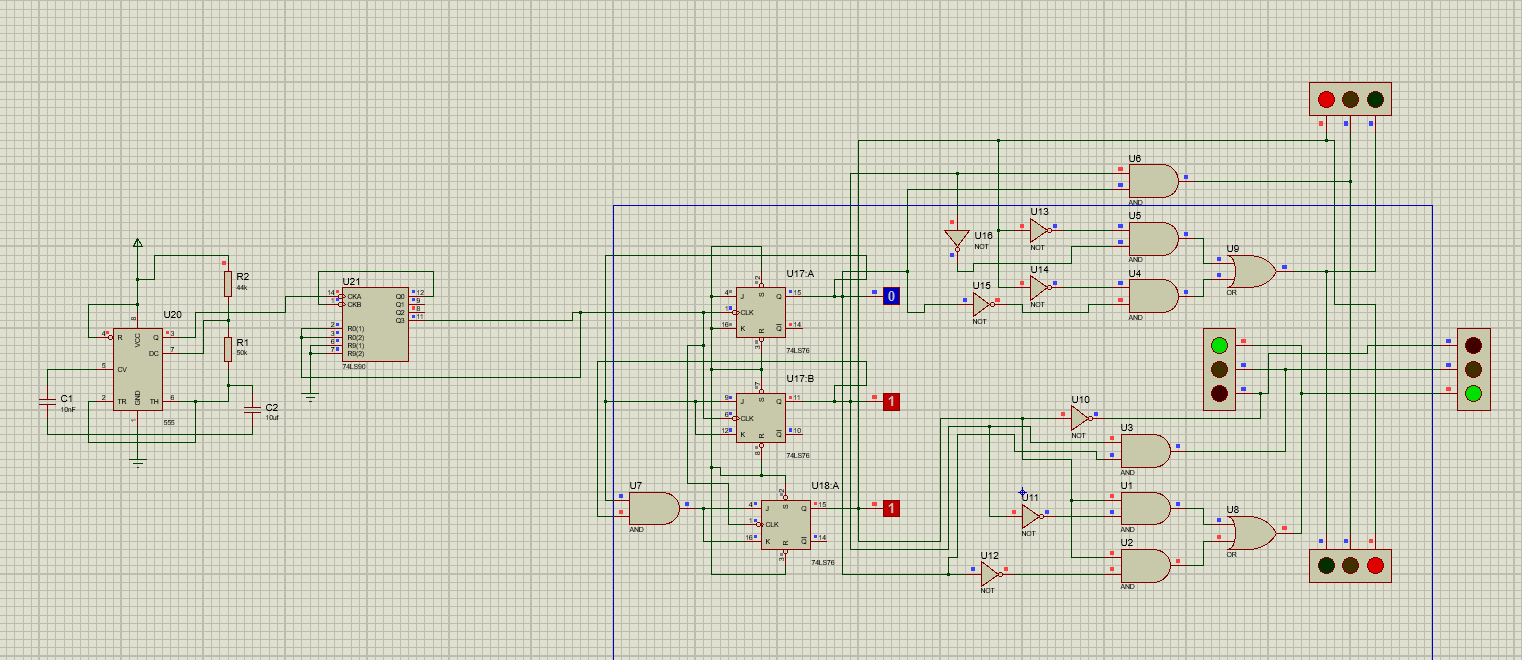 U20
4
R
8
VCC
Q
3
DC
7
5
CV
2
TR
GND
1
TH
6
555
C1
10nF
R2
44k
R1
50k
C2
10uf
U21
14
CKA
Q0
12
1
CKB
Q1
9
Q2
8
Q3
11
2
R0(1)
3
R0(2)
6
R9(1)
7
R9(2)
74LS90
U17:A
4
J
S
2
Q
15
1
CLK
16
K
R
3
Q
14
74LS76
0
U17:B
9
J
S
7
Q
11
6
CLK
12
K
R
8
Q
10
74LS76
1
U7
AND
U18:A
4
J
S
2
Q
15
1
CLK
16
K
R
3
Q
14
74LS76
1
U6
AND
U16
NOT
U13
NOT
U5
AND
U14
NOT
U15
NOT
U4
AND
U9
OR
U10
NOT
U3
AND
U11
NOT
U1
AND
U8
OR
U12
NOT
U2
AND